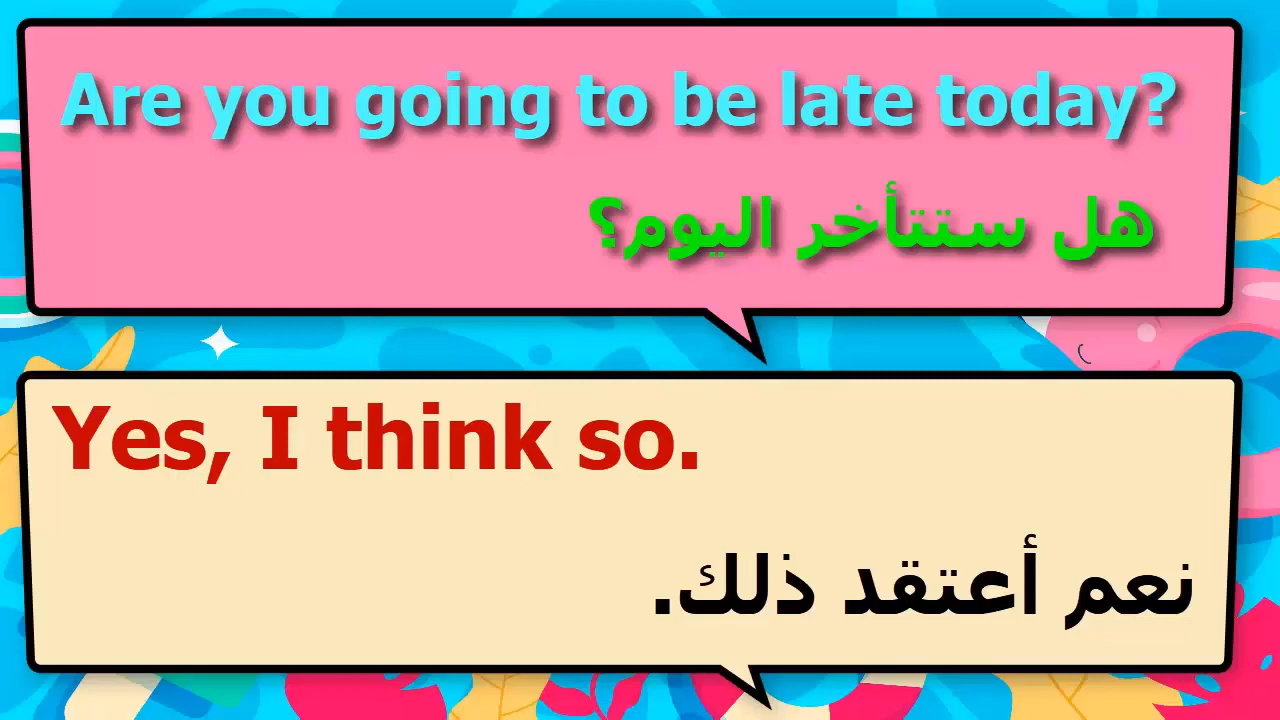 Are you going to be late today?
هل ستتأخر اليوم؟
Yes, I think so.
نعم أعتقد ذلك.